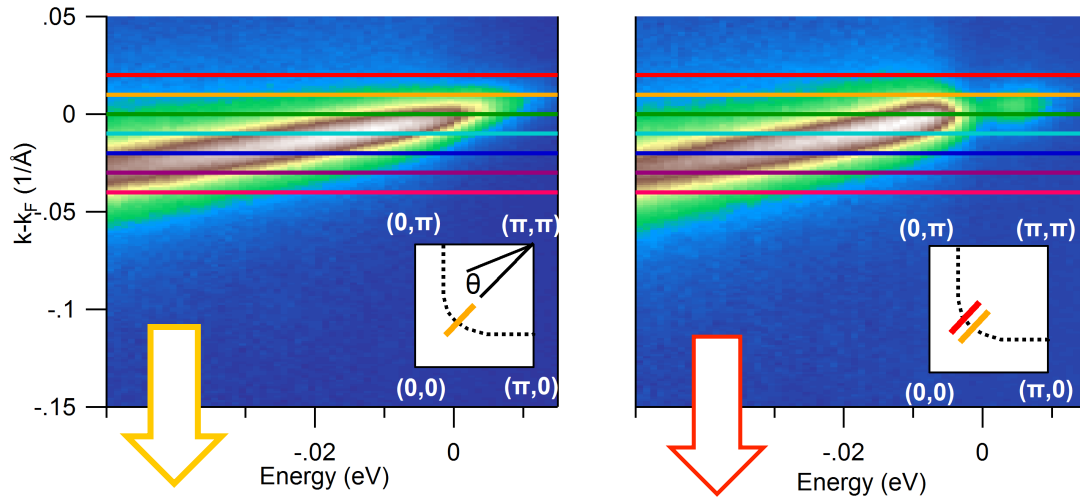 .05
0
-.05
-.1
-.15
k-kF (1/Å)
-.02
0
Energy (eV)
(0,π)
(π,π)
θ
(0,0)
(π,0)
-.02
0
Energy (eV)
(0,π)
(π,π)
(0,0)
(π,0)